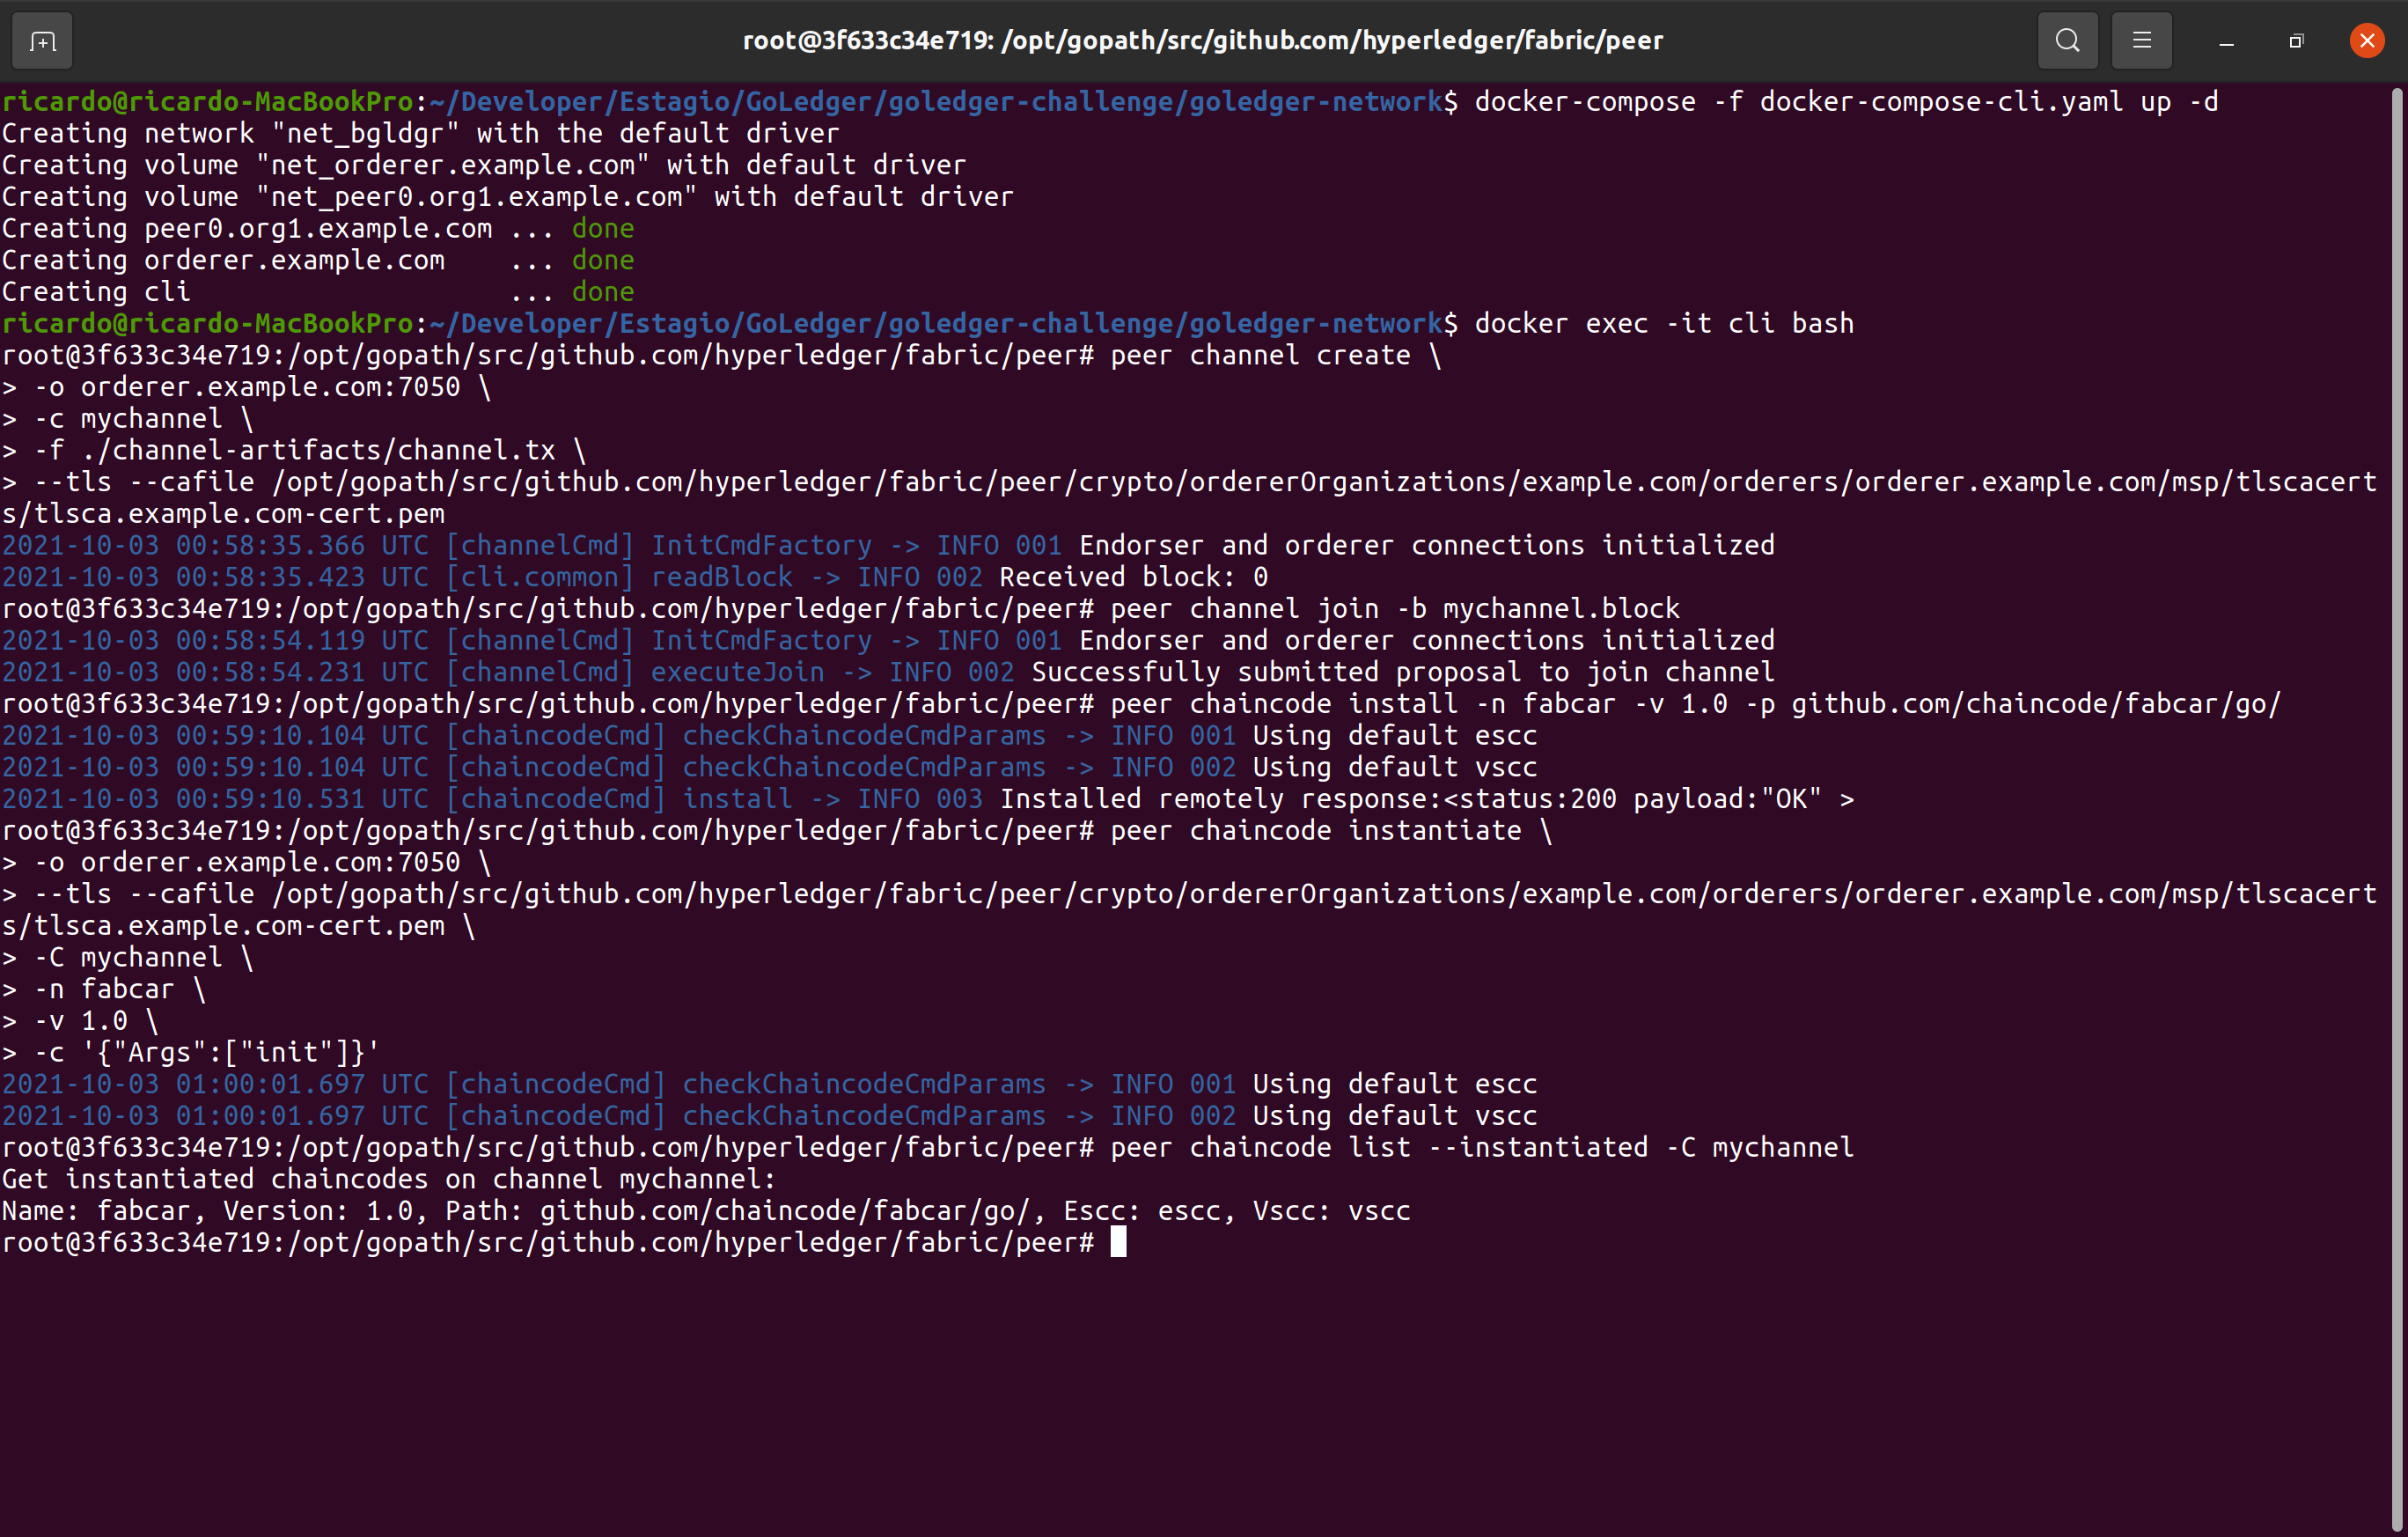 root@3f633c34e719: /opt/gopath/src/github.com/hyperledger/fabric/peer
ricardo@ricardo-MacBookPro:~/Developer/Estagio/GoLedger/goledger-challenge/goledger-network$ docker-compose -f docker-compose-cli.yaml up -d
Creating network "net_bgldgr" with the default driver
Creating volume "net_orderer.example.com" with default driver
Creating volume "net_peer0.org1.example.com" with default driver
Creating peer0.org1.example.com ... done
Creating orderer.example.com    ... done
Creating cli                    ... done
ricardo@ricardo-MacBookPro:~/Developer/Estagio/GoLedger/goledger-challenge/goledger-network$ docker exec -it cli bash
root@3f633c34e719:/opt/gopath/src/github.com/hyperledger/fabric/peer# peer channel create \
> -o orderer.example.com:7050 \
> -c mychannel \
> -f ./channel-artifacts/channel.tx \
> --tls --cafile /opt/gopath/src/github.com/hyperledger/fabric/peer/crypto/ordererOrganizations/example.com/orderers/orderer.example.com/msp/tlscacert
s/tlsca.example.com-cert.pem
2021-10-03 00:58:35.366 UTC [channelCmd] InitCmdFactory -> INFO 001 Endorser and orderer connections initialized
2021-10-03 00:58:35.423 UTC [cli.common] readBlock -> INFO 002 Received block: 0
root@3f633c34e719:/opt/gopath/src/github.com/hyperledger/fabric/peer# peer channel join -b mychannel.block
2021-10-03 00:58:54.119 UTC [channelCmd] InitCmdFactory -> INFO 001 Endorser and orderer connections initialized
2021-10-03 00:58:54.231 UTC [channelCmd] executeJoin -> INFO 002 Successfully submitted proposal to join channel
root@3f633c34e719:/opt/gopath/src/github.com/hyperledger/fabric/peer# peer chaincode install -n fabcar -v 1.0 -p github.com/chaincode/fabcar/go/
2021-10-03 00:59:10.104 UTC [chaincodeCmd] checkChaincodeCmdParams -> INFO 001 Using default escc
2021-10-03 00:59:10.104 UTC [chaincodeCmd] checkChaincodeCmdParams -> INFO 002 Using default vscc
2021-10-03 00:59:10.531 UTC [chaincodeCmd] install -> INFO 003 Installed remotely response:<status:200 payload:"OK" >
root@3f633c34e719:/opt/gopath/src/github.com/hyperledger/fabric/peer# peer chaincode instantiate \
> -o orderer.example.com:7050 \
> --tls --cafile /opt/gopath/src/github.com/hyperledger/fabric/peer/crypto/ordererOrganizations/example.com/orderers/orderer.example.com/msp/tlscacert
s/tlsca.example.com-cert.pem \
> -C mychannel \
> -n fabcar \
> -v 1.0 \
> -c '{"Args":["init"]}'
2021-10-03 01:00:01.697 UTC [chaincodeCmd] checkChaincodeCmdParams -> INFO 001 Using default escc
2021-10-03 01:00:01.697 UTC [chaincodeCmd] checkChaincodeCmdParams -> INFO 002 Using default vscc
root@3f633c34e719:/opt/gopath/src/github.com/hyperledger/fabric/peer# peer chaincode list --instantiated -C mychannel
Get instantiated chaincodes on channel mychannel:
Name: fabcar, Version: 1.0, Path: github.com/chaincode/fabcar/go/, Escc: escc, Vscc: vscc
root@3f633c34e719:/opt/gopath/src/github.com/hyperledger/fabric/peer#